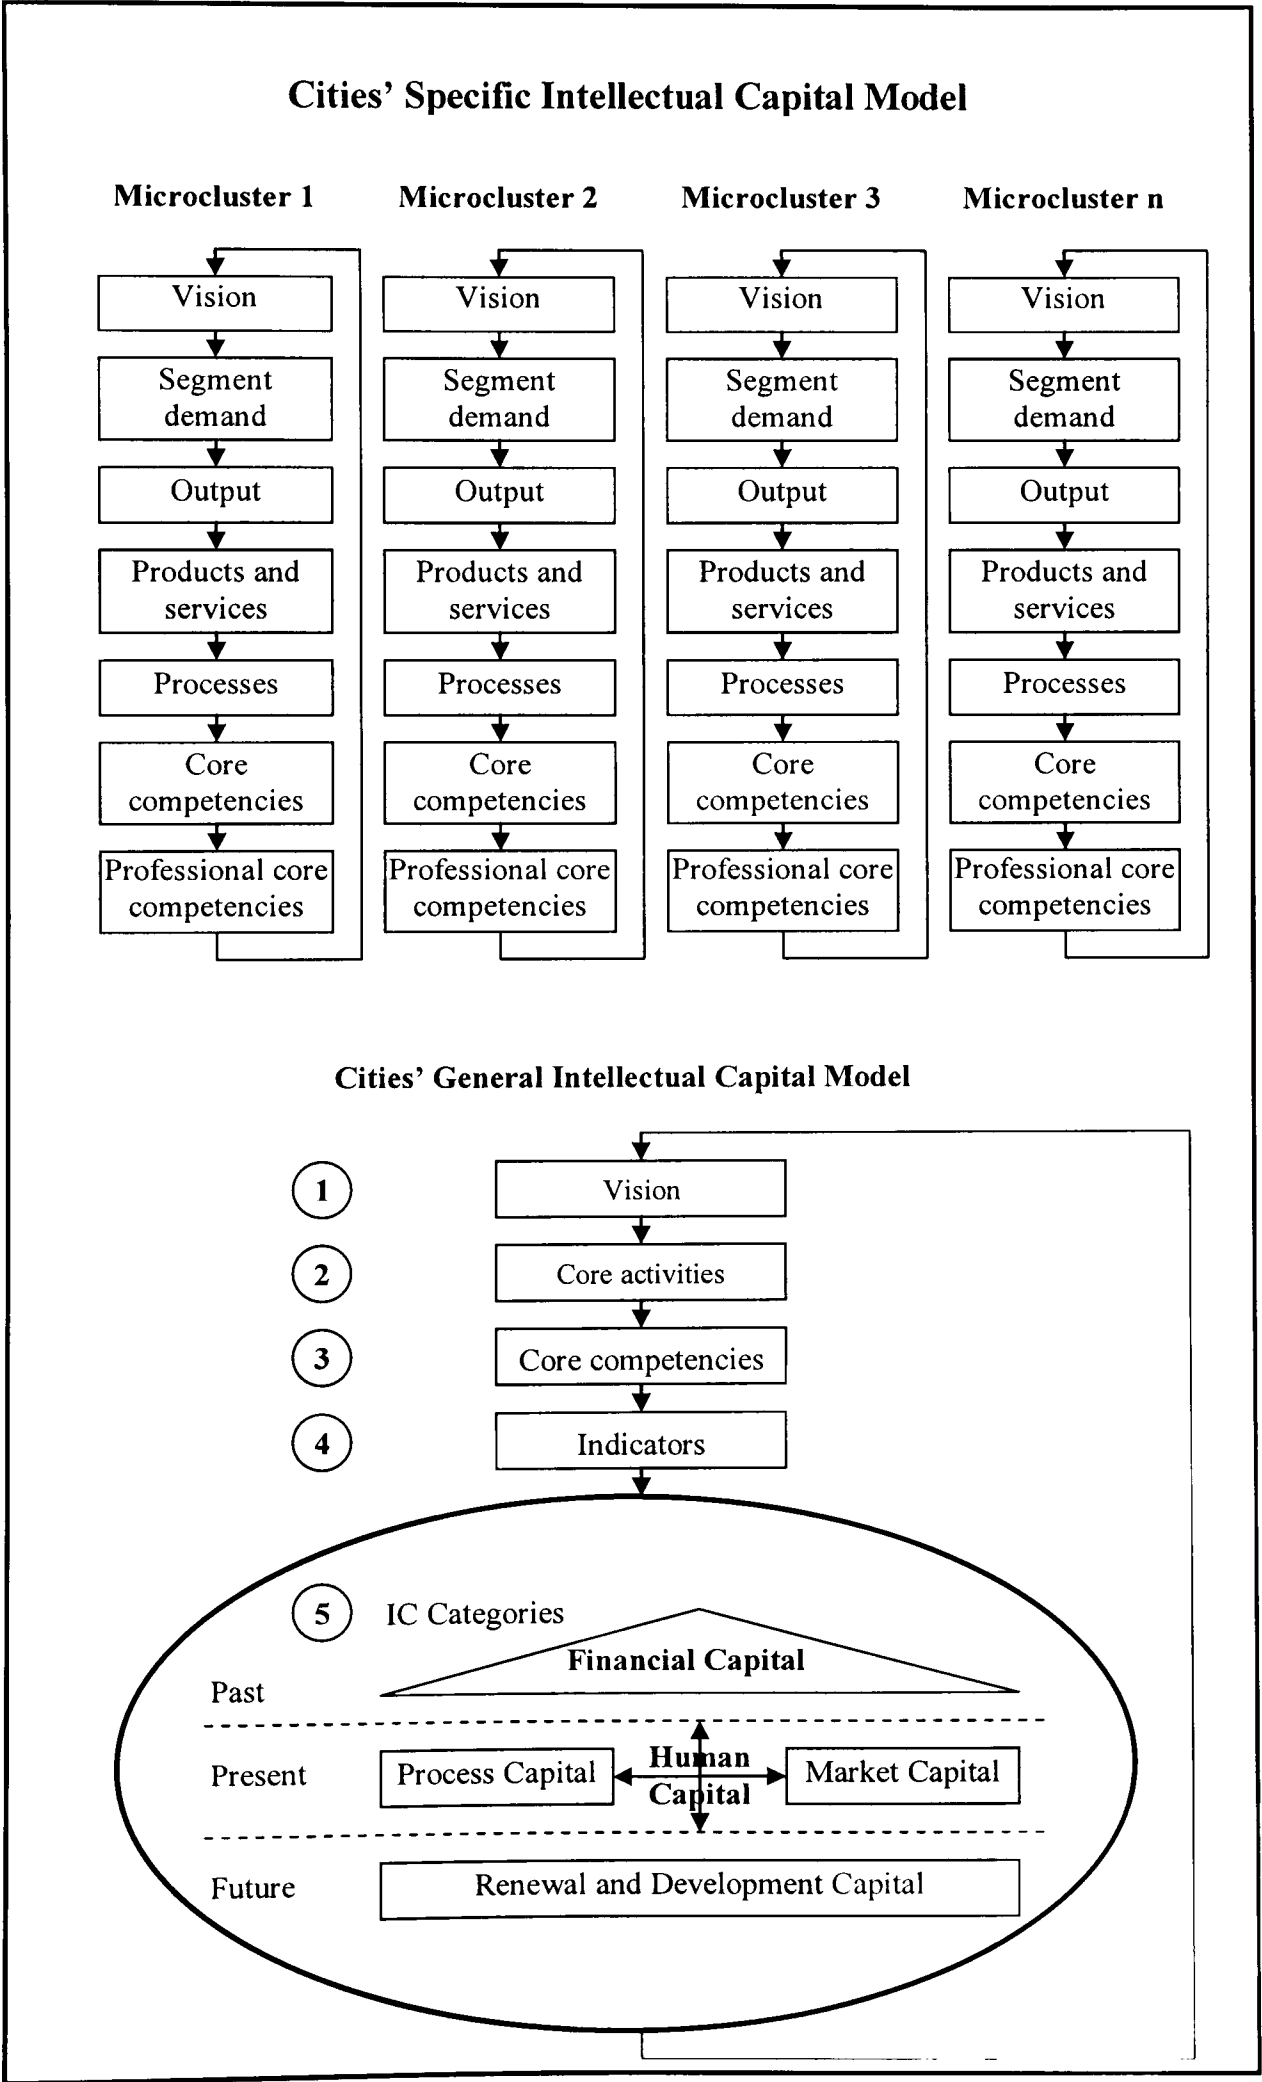 Cities' Specific Intellectual Capital Model
Microcluster 1
Microcluster 2
Microcluster 3
Microcluster n
Vision
Segment
demand
Output
Products and
services
Processes
Core
competencies
Professional core
competencies
Vision
Segment
demand
Output
Products and
services
Processes
Core
competencies
Professional core
competencies
Vision
Segment
demand
Output
Products and
services
Processes
Core
competencies
Professional core
competencies
Vision
Segment
demand
Output
Products and
services
Processes
Core
competencies
Professional core
competencies
Cities' General Intellectual Capital Model
1
Vision
2
Core activities
3
Core competencies
4
Indicators
5
IC Categories
Financial Capital
Past
Present
Process Capital
Human
Capital
Market Capital
Future
Renewal and Development Capital